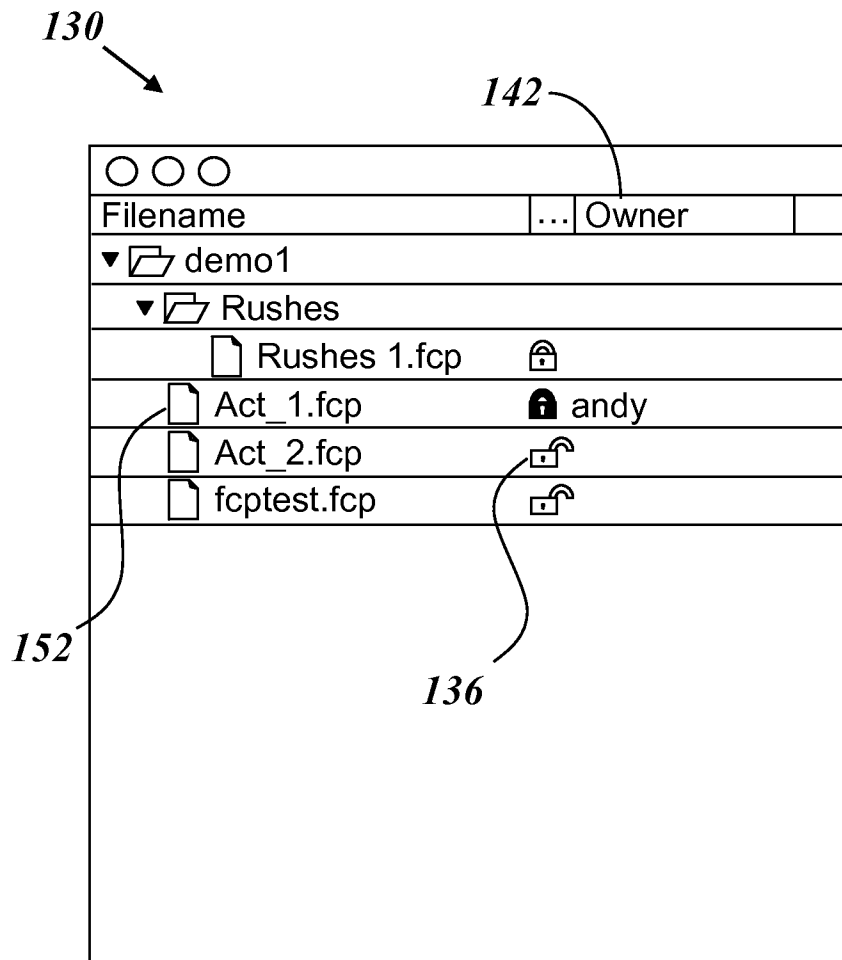 130
142
Filename ... Owner
demo1
Rushes
Rushes 1.fcp
Act_1.fcp andy
Act_2.fcp
fcptest.fcp
152
136